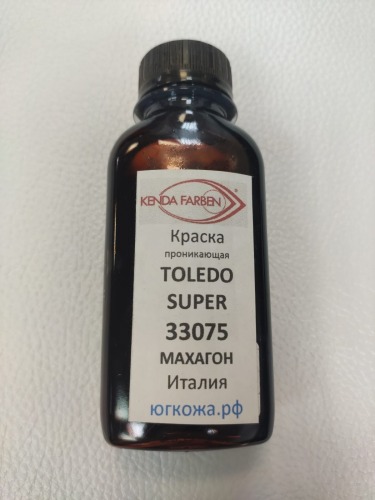 KENDA FARBEN
Краска
проникающая
TOLEDO
SUPER
33075
МАХАГОН
Италия
югкожа.рф